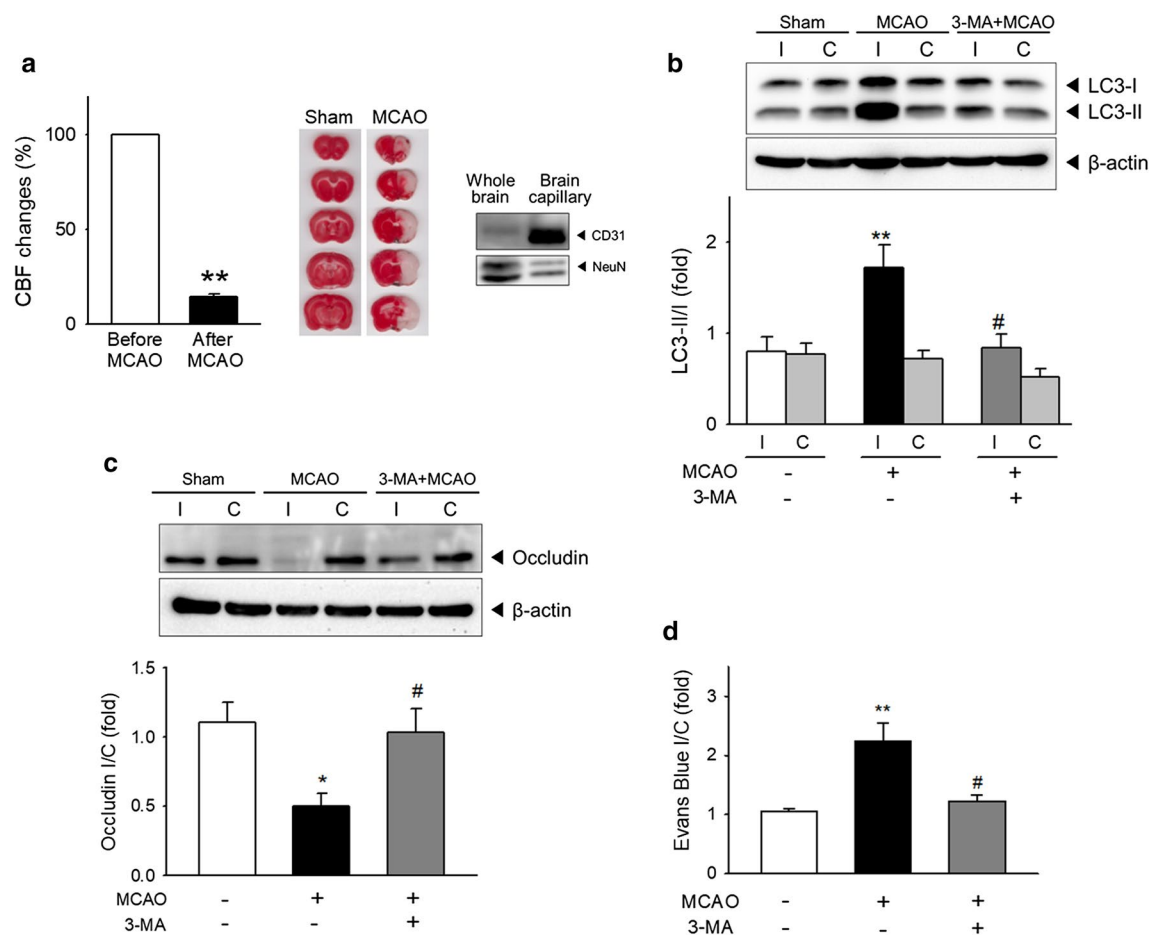 a
CBF changes (%)
100
50
0
**
Before MCAO
After MCAO
Sham MCAO
Whole brain
Brain capillary
CD31
NeuN
b
Sham MCAO 3-MA+MCAO
I C I C I C
LC3-I
LC3-II
β-actin
LC3-II/I (fold)
2
1
0
**
#
I C I C I C
MCAO - + +
3-MA - - +
c
Sham MCAO 3-MA+MCAO
I C I C I C
Occludin
β-actin
Occludin I/C (fold)
1.5
1.0
0.5
0.0
*
#
MCAO - + +
3-MA - - +
d
Evans Blue I/C (fold)
3
2
1
0
**
#
MCAO - + +
3-MA - - +